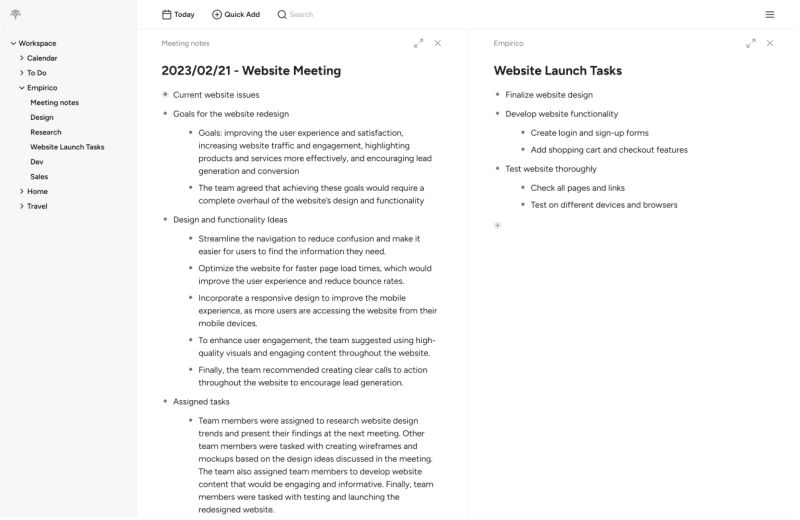 Today
Quick Add
Search
Workspace
Calendar
To Do
Empirico
Meeting notes
Design
Research
Website Launch Tasks
Dev
Sales
Home
Travel
Meeting notes
2023/02/21 - Website Meeting
Current website issues
Goals for the website redesign
Goals: improving the user experience and satisfaction,
increasing website traffic and engagement, highlighting
products and services more effectively, and encouraging lead
generation and conversion
The team agreed that achieving these goals would require a
complete overhaul of the website's design and functionality
Design and functionality Ideas
Streamline the navigation to reduce confusion and make it
easier for users to find the information they need.
Optimize the website for faster page load times, which would
improve the user experience and reduce bounce rates.
Incorporate a responsive design to improve the mobile
experience, as more users are accessing the website from their
mobile devices.
To enhance user engagement, the team suggested using high-
quality visuals and engaging content throughout the website.
Finally, the team recommended creating clear calls to action
throughout the website to encourage lead generation.
Assigned tasks
Team members were assigned to research website design
trends and present their findings at the next meeting. Other
team members were tasked with creating wireframes and
mockups based on the design ideas discussed in the meeting.
The team also assigned team members to develop website
content that would be engaging and informative. Finally, team
members were tasked with testing and launching the
redesigned website.
Empirico
Website Launch Tasks
Finalize website design
Develop website functionality
Create login and sign-up forms
Add shopping cart and checkout features
Test website thoroughly
Check all pages and links
Test on different devices and browsers